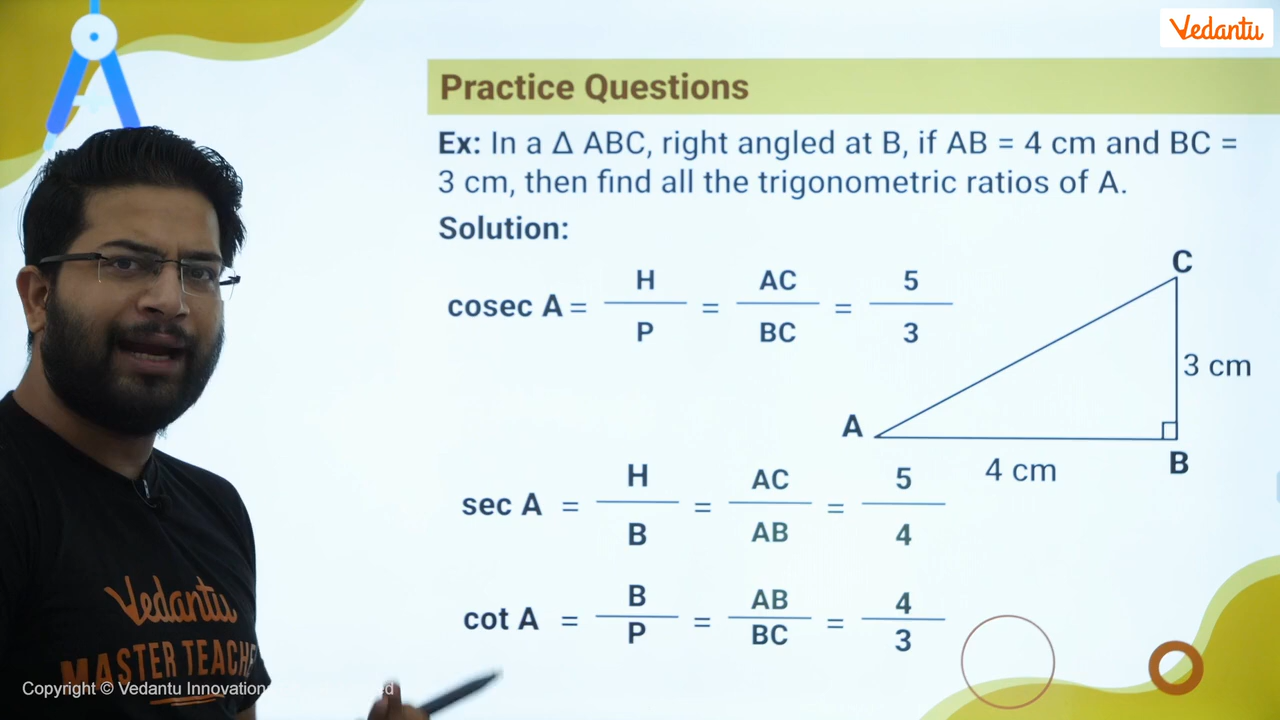 Vedantu
Practice Questions
Ex: In a Δ ABC, right angled at B, if AB = 4 cm and BC =
3 cm, then find all the trigonometric ratios of A.
Solution:
cosec A = H/P = AC/BC = 5/3
C
3 cm
A
4 cm
B
sec A = H/B = AC/AB = 5/4
cot A = B/P = AB/BC = 4/3
Vedantu
MASTER TEACHE
Copyright © Vedantu Innovation